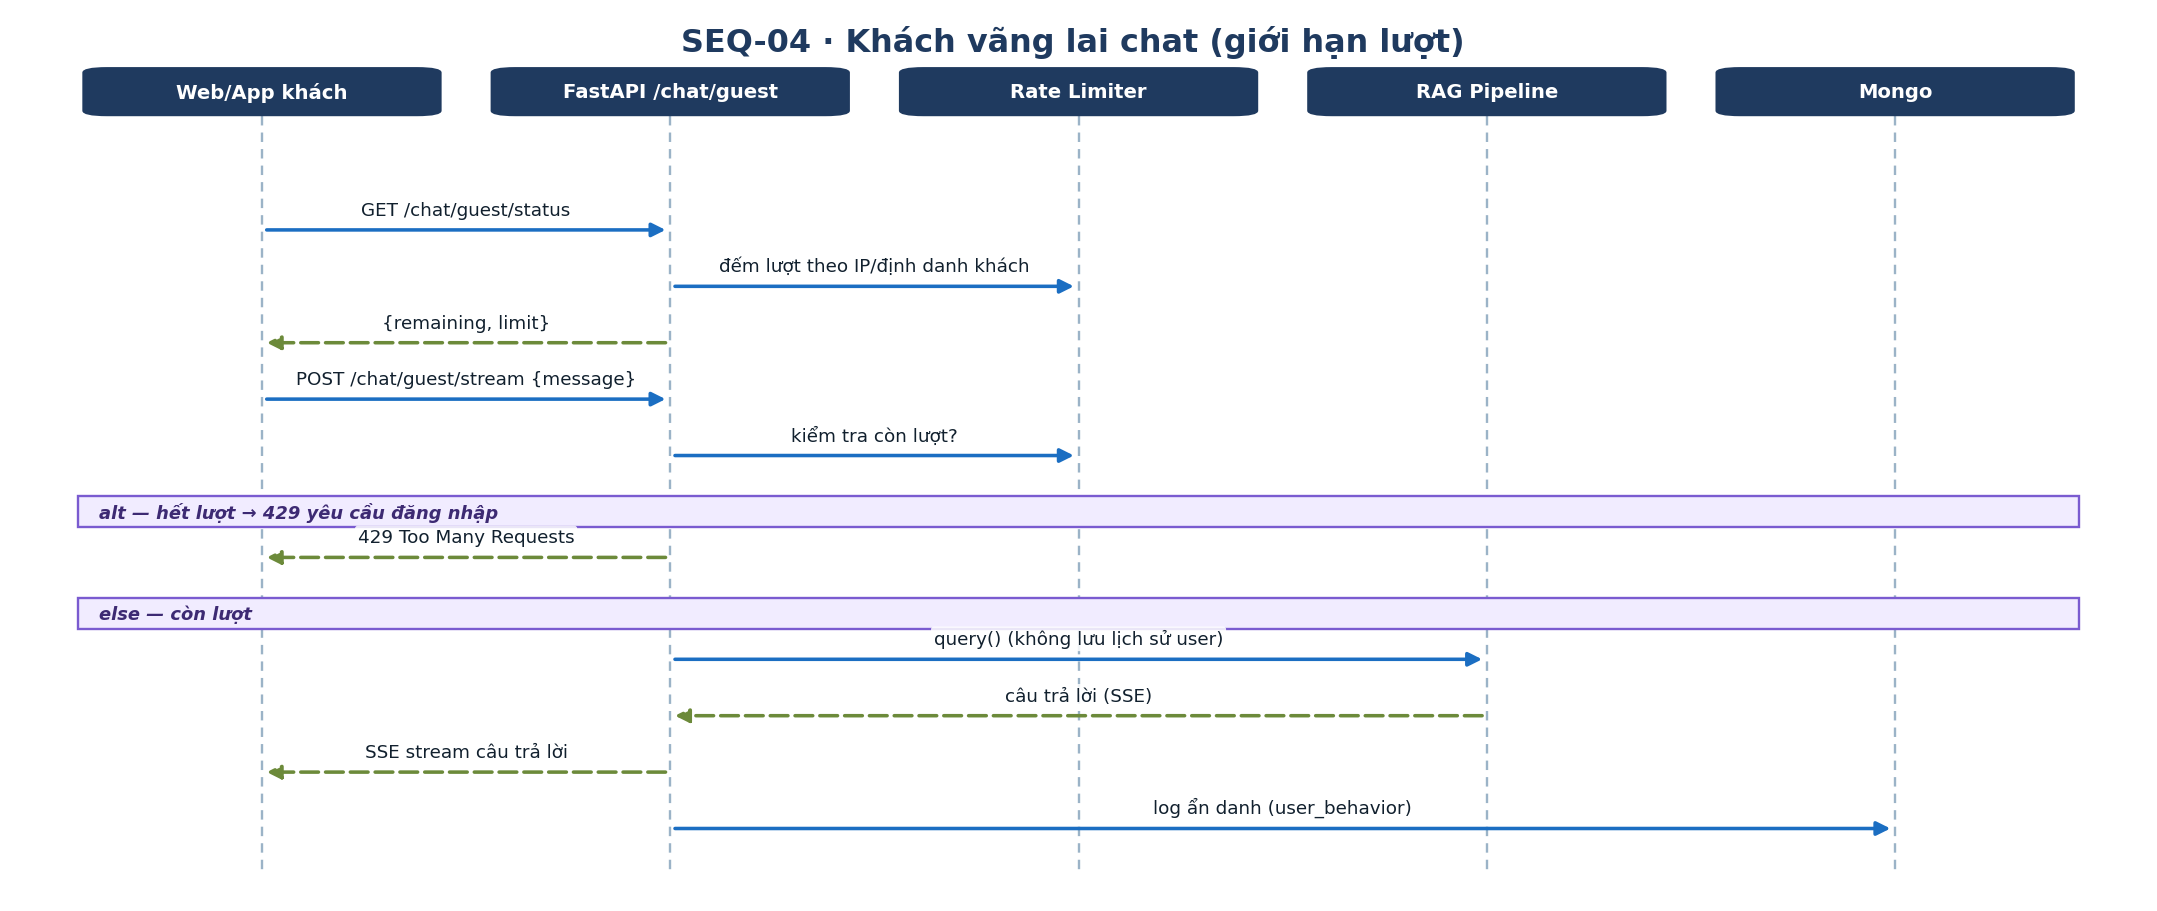 SEQ-04 · Khách vãng lai chat (giới hạn lượt)
Web/App khách
FastAPI /chat/guest
Rate Limiter
RAG Pipeline
Mongo
GET /chat/guest/status
đếm lượt theo IP/định danh khách
{remaining, limit}
POST /chat/guest/stream {message}
kiểm tra còn lượt?
alt — hết lượt → 429 yêu cầu đăng nhập
429 Too Many Requests
else — còn lượt
query() (không lưu lịch sử user)
câu trả lời (SSE)
SSE stream câu trả lời
log ẩn danh (user_behavior)